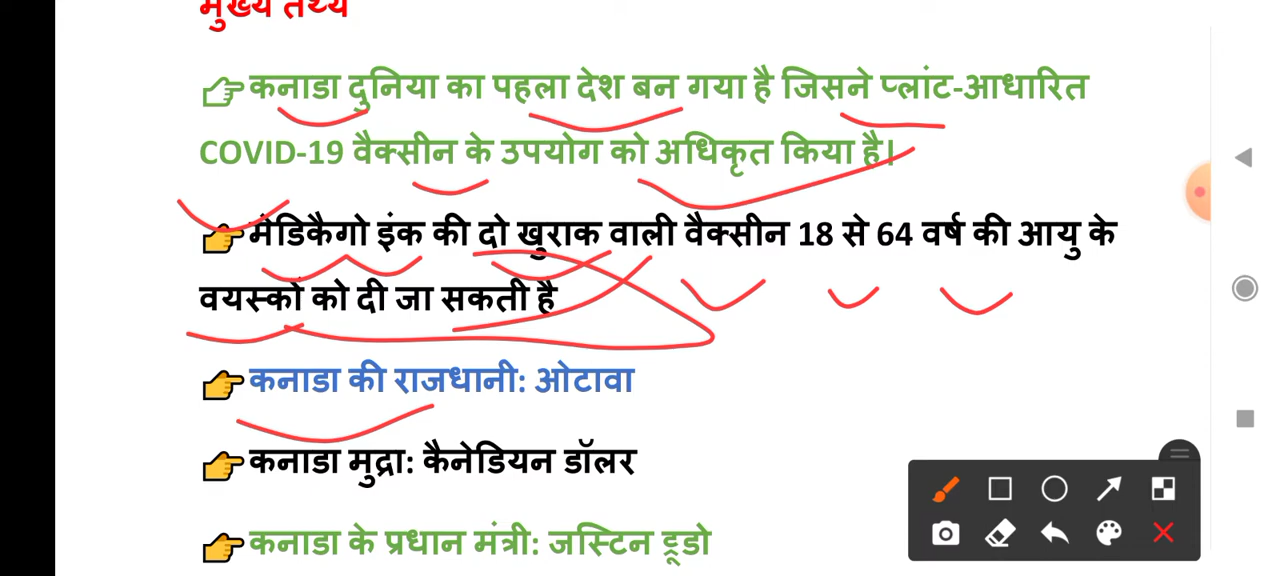 मुख्य तथ्य
कनाडा दुनिया का पहला देश बन गया है जिसने प्लांट-आधारित
COVID-19 वैक्सीन के उपयोग को अधिकृत किया है।
मेडिकैगो इंक की दो खुराक वाली वैक्सीन 18 से 64 वर्ष की आयु के
वयस्कों को दी जा सकती है
कनाडा की राजधानी: ओटावा
कनाडा मुद्रा: कैनेडियन डॉलर
कनाडा के प्रधान मंत्री: जस्टिन ट्रूडो